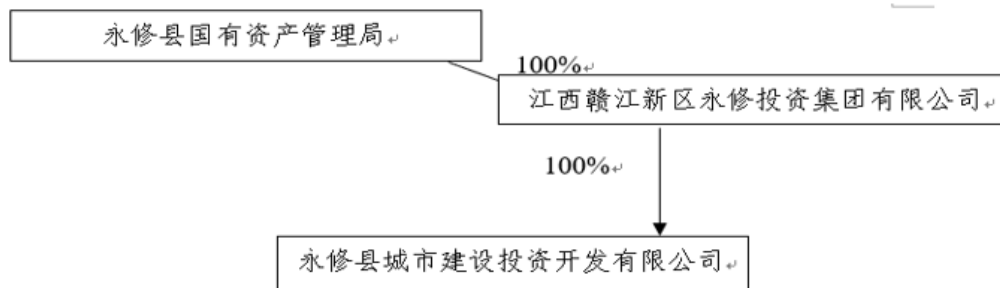 永修县国有资产管理局
100%
江西赣江新区永修投资集团有限公司
100%
永修县城市建设投资开发有限公司